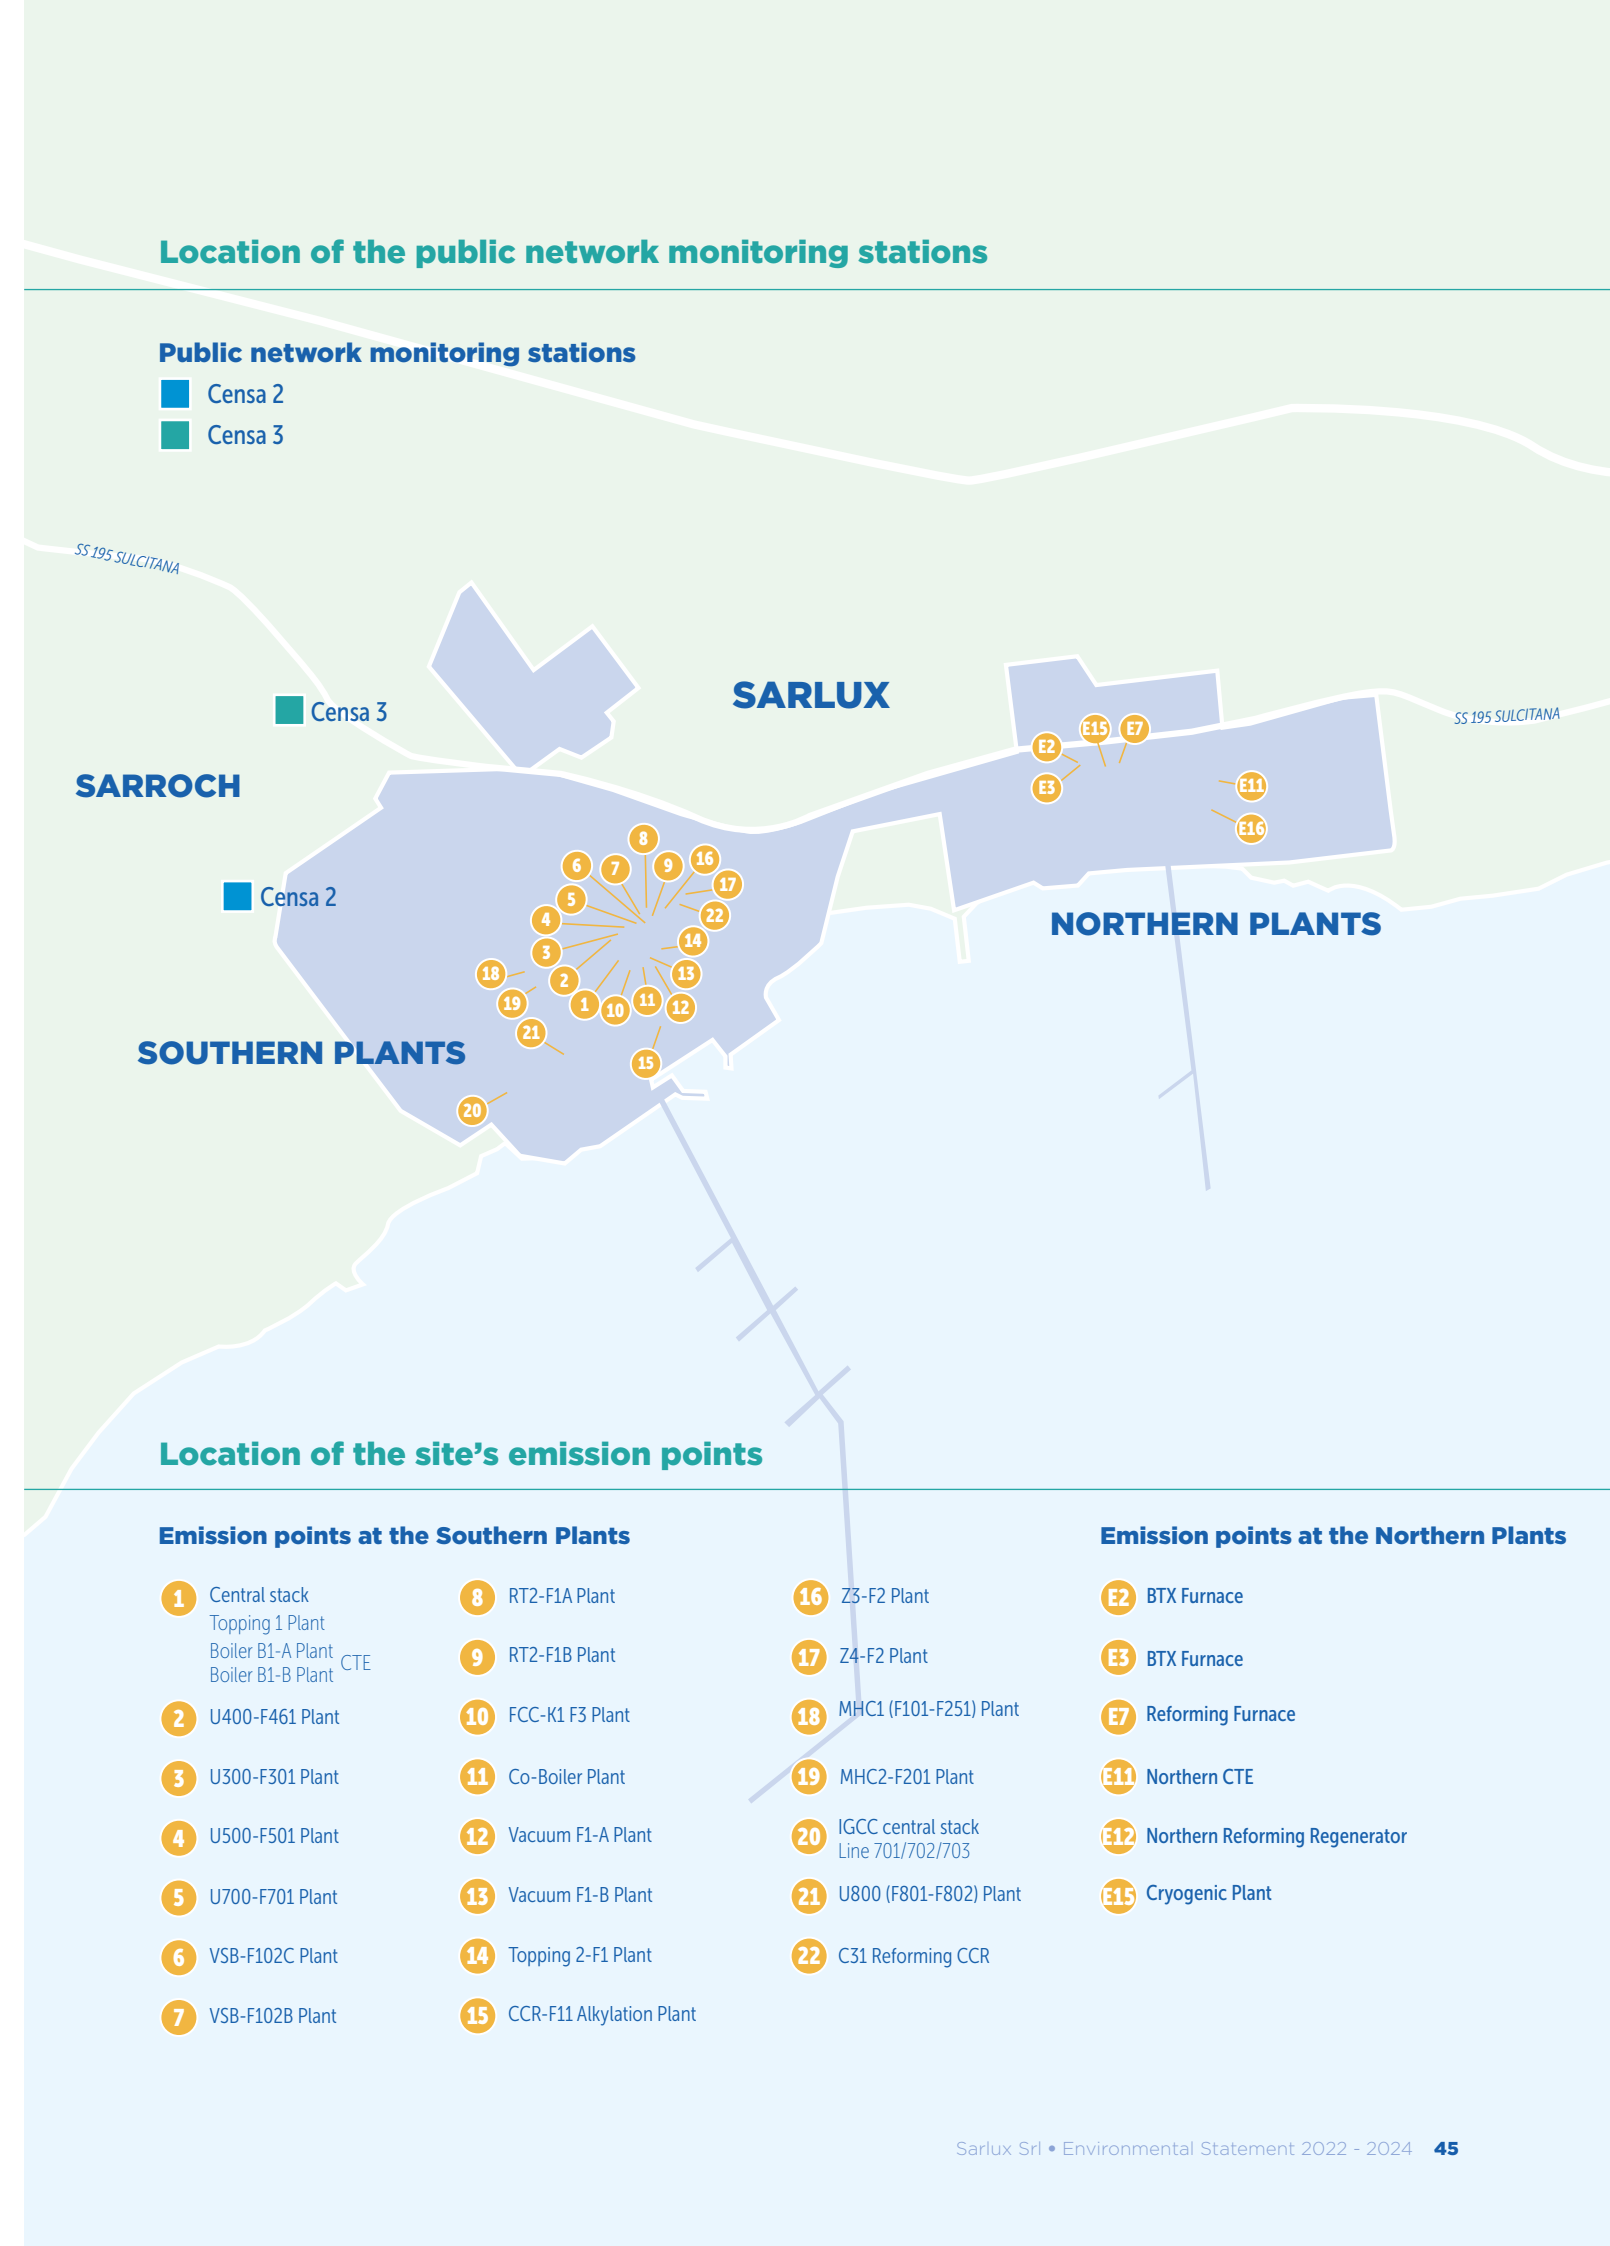 Location of the public network monitoring stations
Public network monitoring stations
Censa 2
Censa 3
SS 195 SULCITANA
Censa 3
SARLUX
SS 195 SULCITANA
E15
E7
E2
E3
E11
E16
SARROCH
Censa 2
8
6
7
9
16
17
5
4
22
3
14
18
2
13
19
1
10
11
12
21
15
20
NORTHERN PLANTS
SOUTHERN PLANTS
Location of the site's emission points
Emission points at the Southern Plants
1 Central stack
Topping 1 Plant
Boiler B1-A Plant
Boiler B1-B Plant
CTE
2 U400-F461 Plant
3 U300-F301 Plant
4 U500-F501 Plant
5 U700-F701 Plant
6 VSB-F102C Plant
7 VSB-F102B Plant
8 RT2-F1A Plant
9 RT2-F1B Plant
10 FCC-K1 F3 Plant
11 Co-Boiler Plant
12 Vacuum F1-A Plant
13 Vacuum F1-B Plant
14 Topping 2-F1 Plant
15 CCR-F11 Alkylation Plant
16 Z3-F2 Plant
17 Z4-F2 Plant
18 MHC1 (F101-F251) Plant
19 MHC2-F201 Plant
20 IGCC central stack
Line 701/702/703
21 U800 (F801-F802) Plant
22 C31 Reforming CCR
Emission points at the Northern Plants
E2 BTX Furnace
E3 BTX Furnace
E7 Reforming Furnace
E11 Northern CTE
E12 Northern Reforming Regenerator
E15 Cryogenic Plant
Sarlux Srl • Environmental Statement 2022 - 2024 45